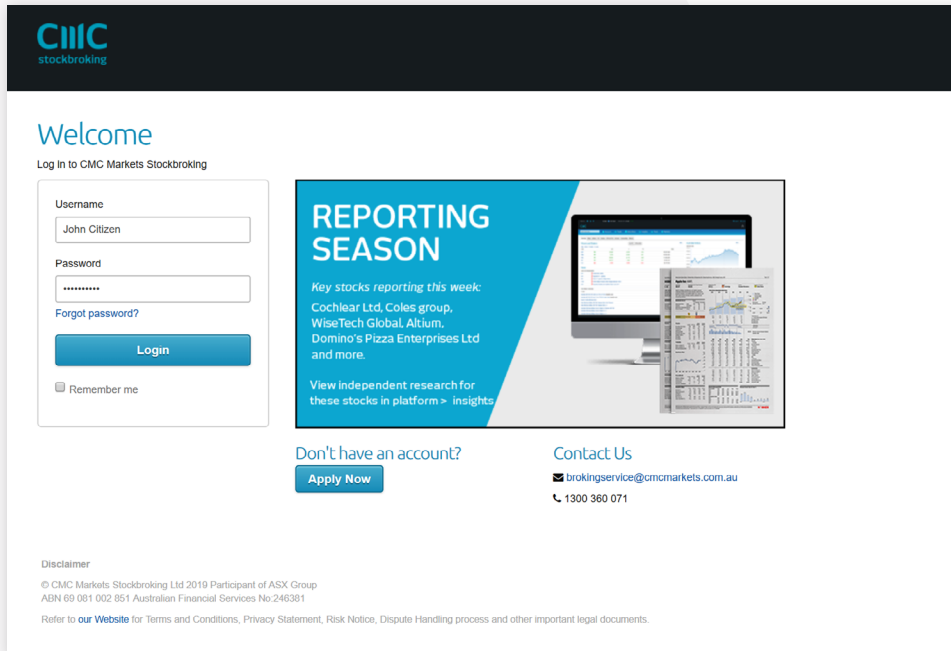 CMC
stockbroking
Welcome
Log in to CMC Markets Stockbroking
Username
John Citizen
Password
••••••••••
Forgot password?
Login
Remember me
REPORTING
SEASON
Key stocks reporting this week:
Cochlear Ltd, Coles group,
WiseTech Global, Altium,
Domino's Pizza Enterprises Ltd
and more.
View independent research for
these stocks in platform > insights
Don't have an account?
Apply Now
Contact Us
brokingservice@cmcmarkets.com.au
1300 360 071
Disclaimer
© CMC Markets Stockbroking Ltd 2019 Participant of ASX Group
ABN 69 081 002 851 Australian Financial Services No:246381
Refer to our Website for Terms and Conditions, Privacy Statement, Risk Notice, Dispute Handling process and other important legal documents.